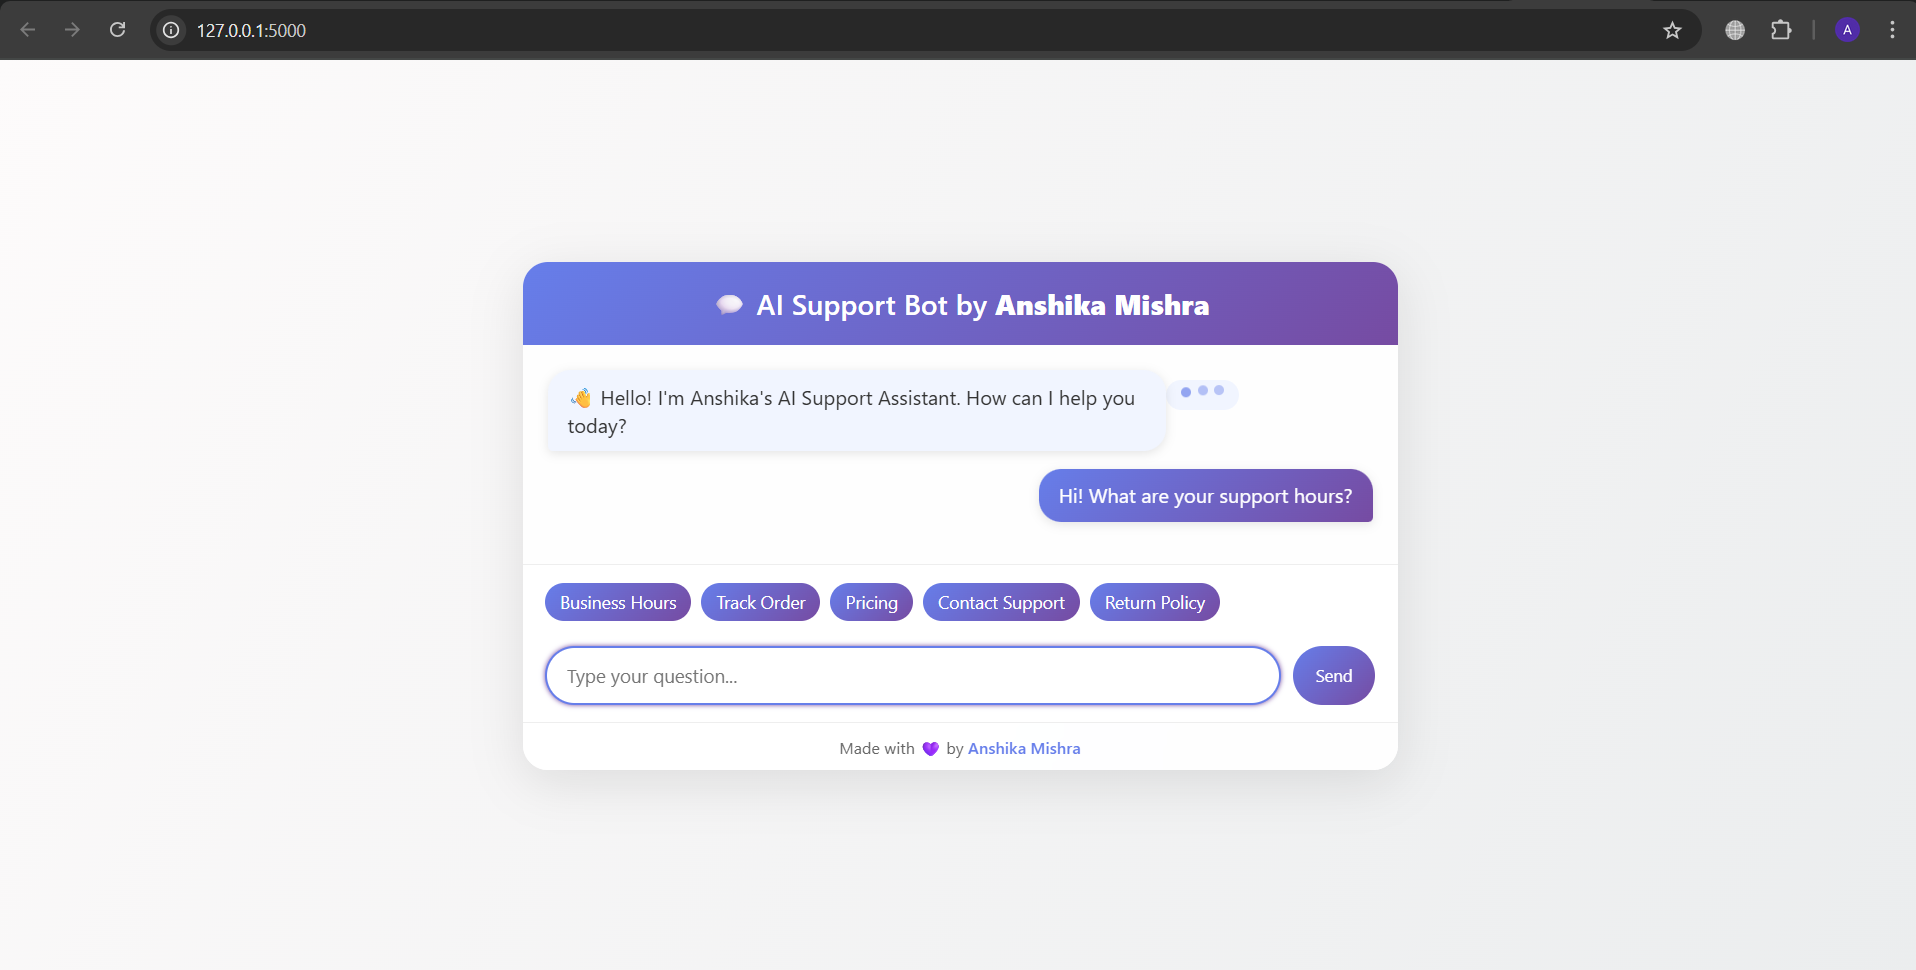 127.0.0.1:5000
A
AI Support Bot by Anshika Mishra
👋 Hello! I'm Anshika's AI Support Assistant. How can I help you
today?
Hi! What are your support hours?
Business Hours Track Order Pricing Contact Support Return Policy
Type your question...
Send
Made with 💜 by Anshika Mishra